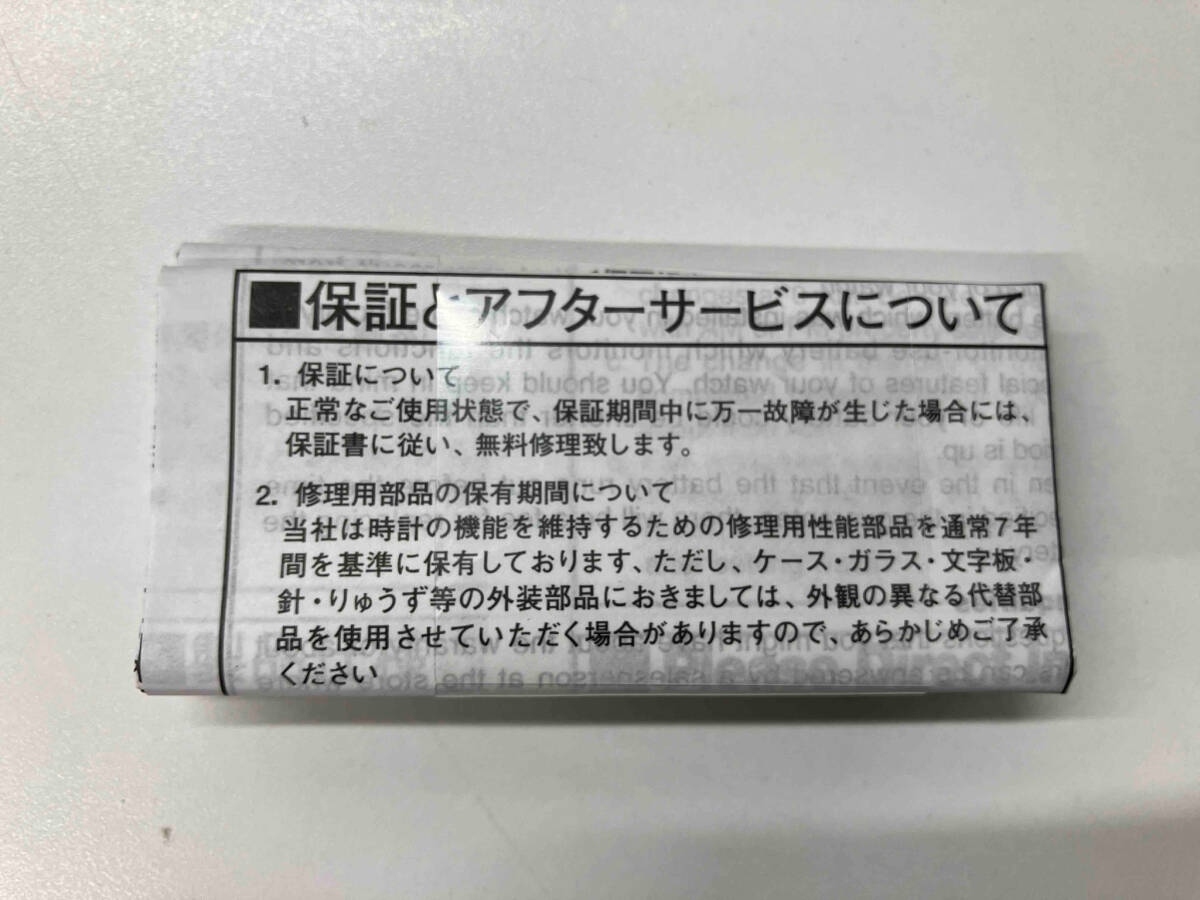 ■保証とアフターサービスについて
1. 保証について
正常なご使用状態で、保証期間中に万一故障が生じた場合には、
保証書に従い、無料修理致します。
2. 修理用部品の保有期間について
当社は時計の機能を維持するための修理用性能部品を通常7年
間を基準に保有しております、ただし、ケース・ガラス・文字板・
針・りゅうず等の外装部品におきましては、外観の異なる代替部
品を使用させていただく場合がありますので、あらかじめご了承
ください